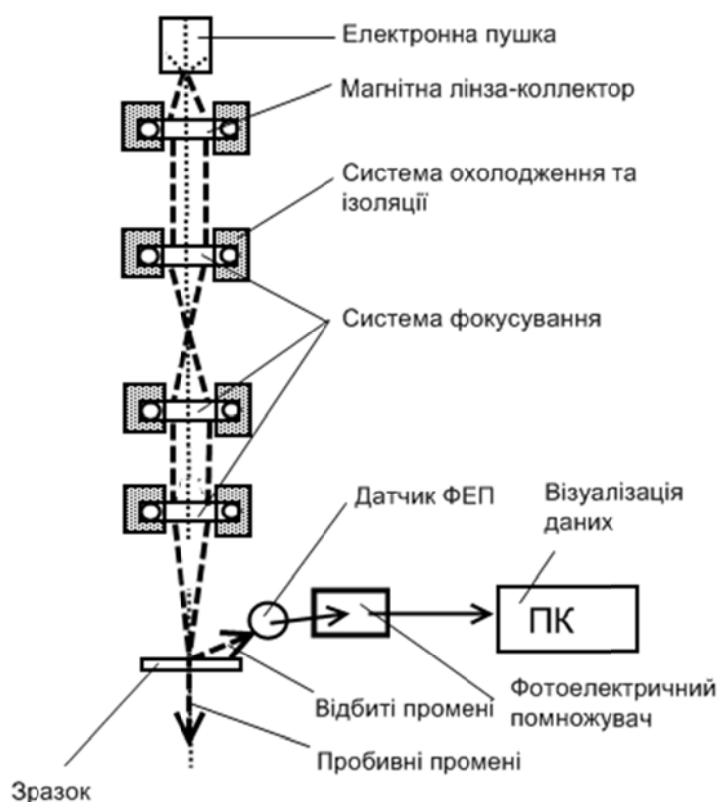 Електронна пушка
Магнітна лінза-коллектор
Система охолодження та
ізоляції
Система фокусування
Датчик ФЕП
Візуалізація
даних
ПК
Відбиті промені
Фотоелектричний
помножувач
Пробивні промені
Зразок